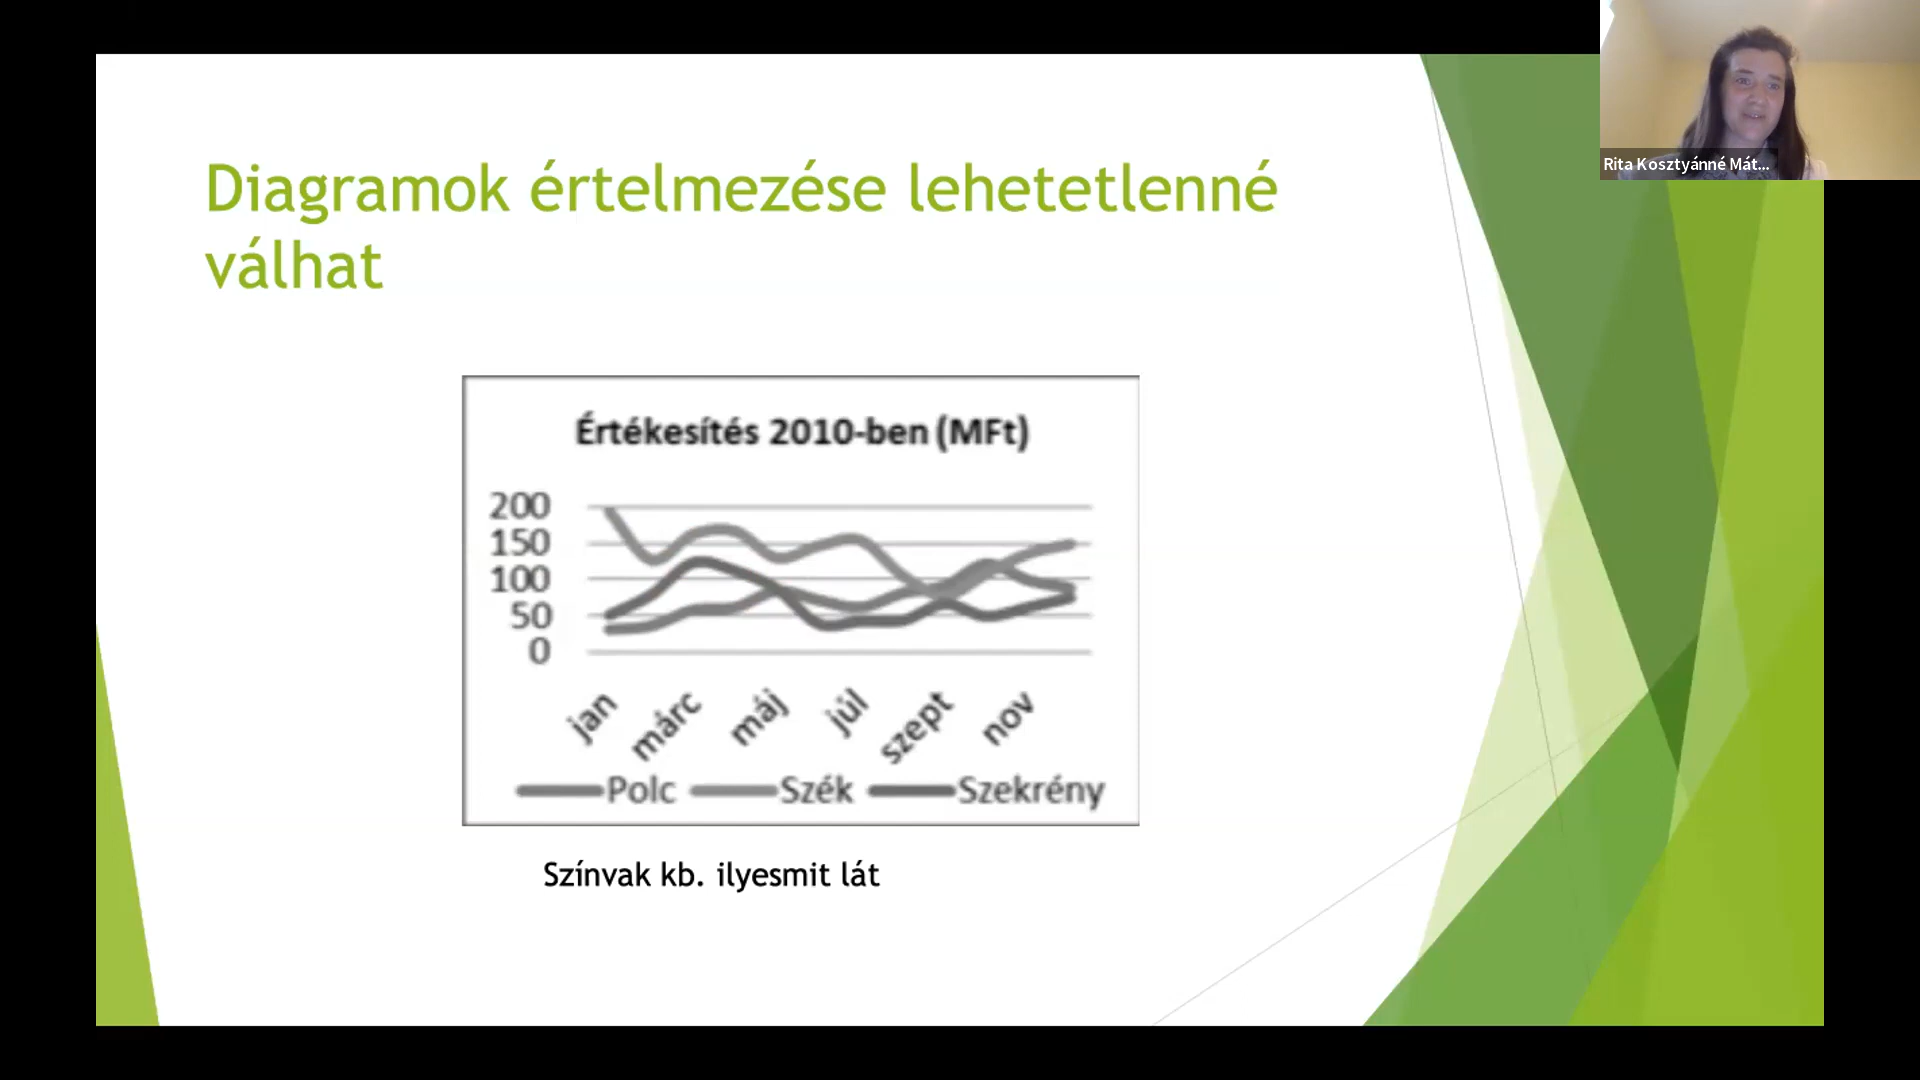 Rita Kosztyánné Mát...
Diagramok értelmezése lehetetlenné
válhat
Értékesítés 2010-ben (MFt)
200
150
100
50
0
jan márc máj júl szept nov
Polc Szék Szekrény
Színvak kb. ilyesmit lát